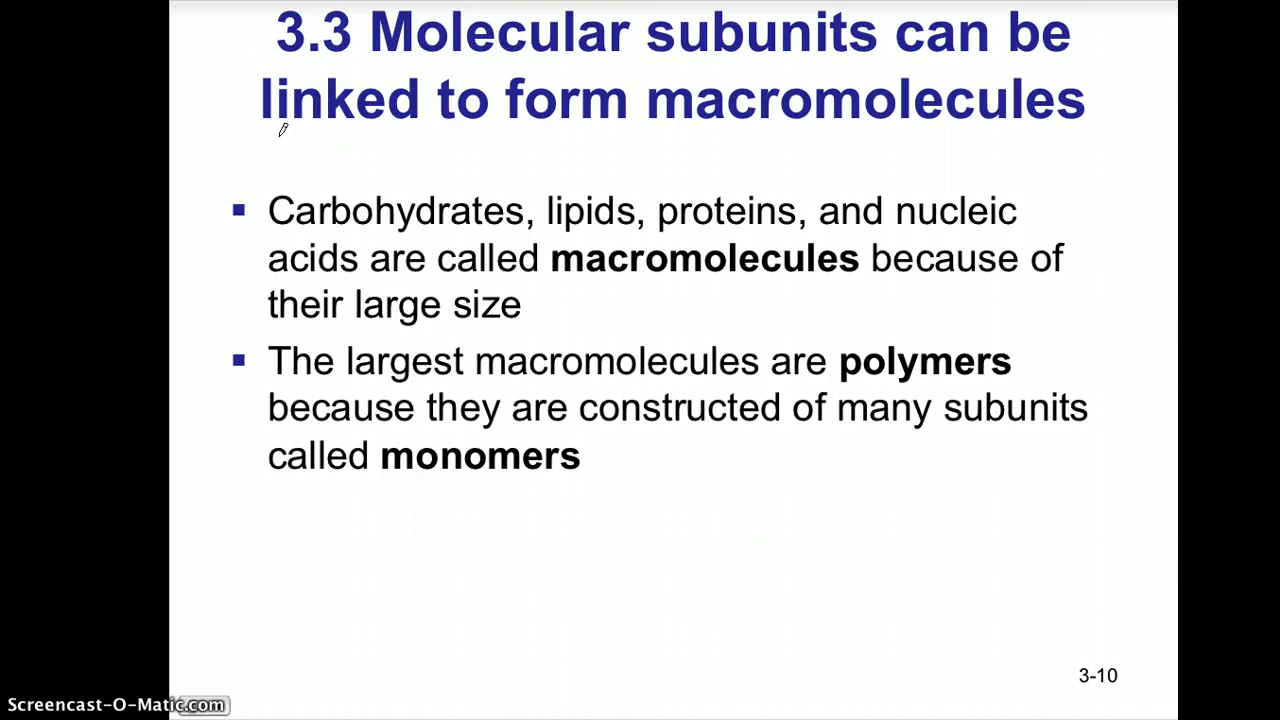 3.3 Molecular subunits can be
linked to form macromolecules
▪ Carbohydrates, lipids, proteins, and nucleic
acids are called macromolecules because of
their large size
▪ The largest macromolecules are polymers
because they are constructed of many subunits
called monomers
3-10
Screencast-O-Matic.com